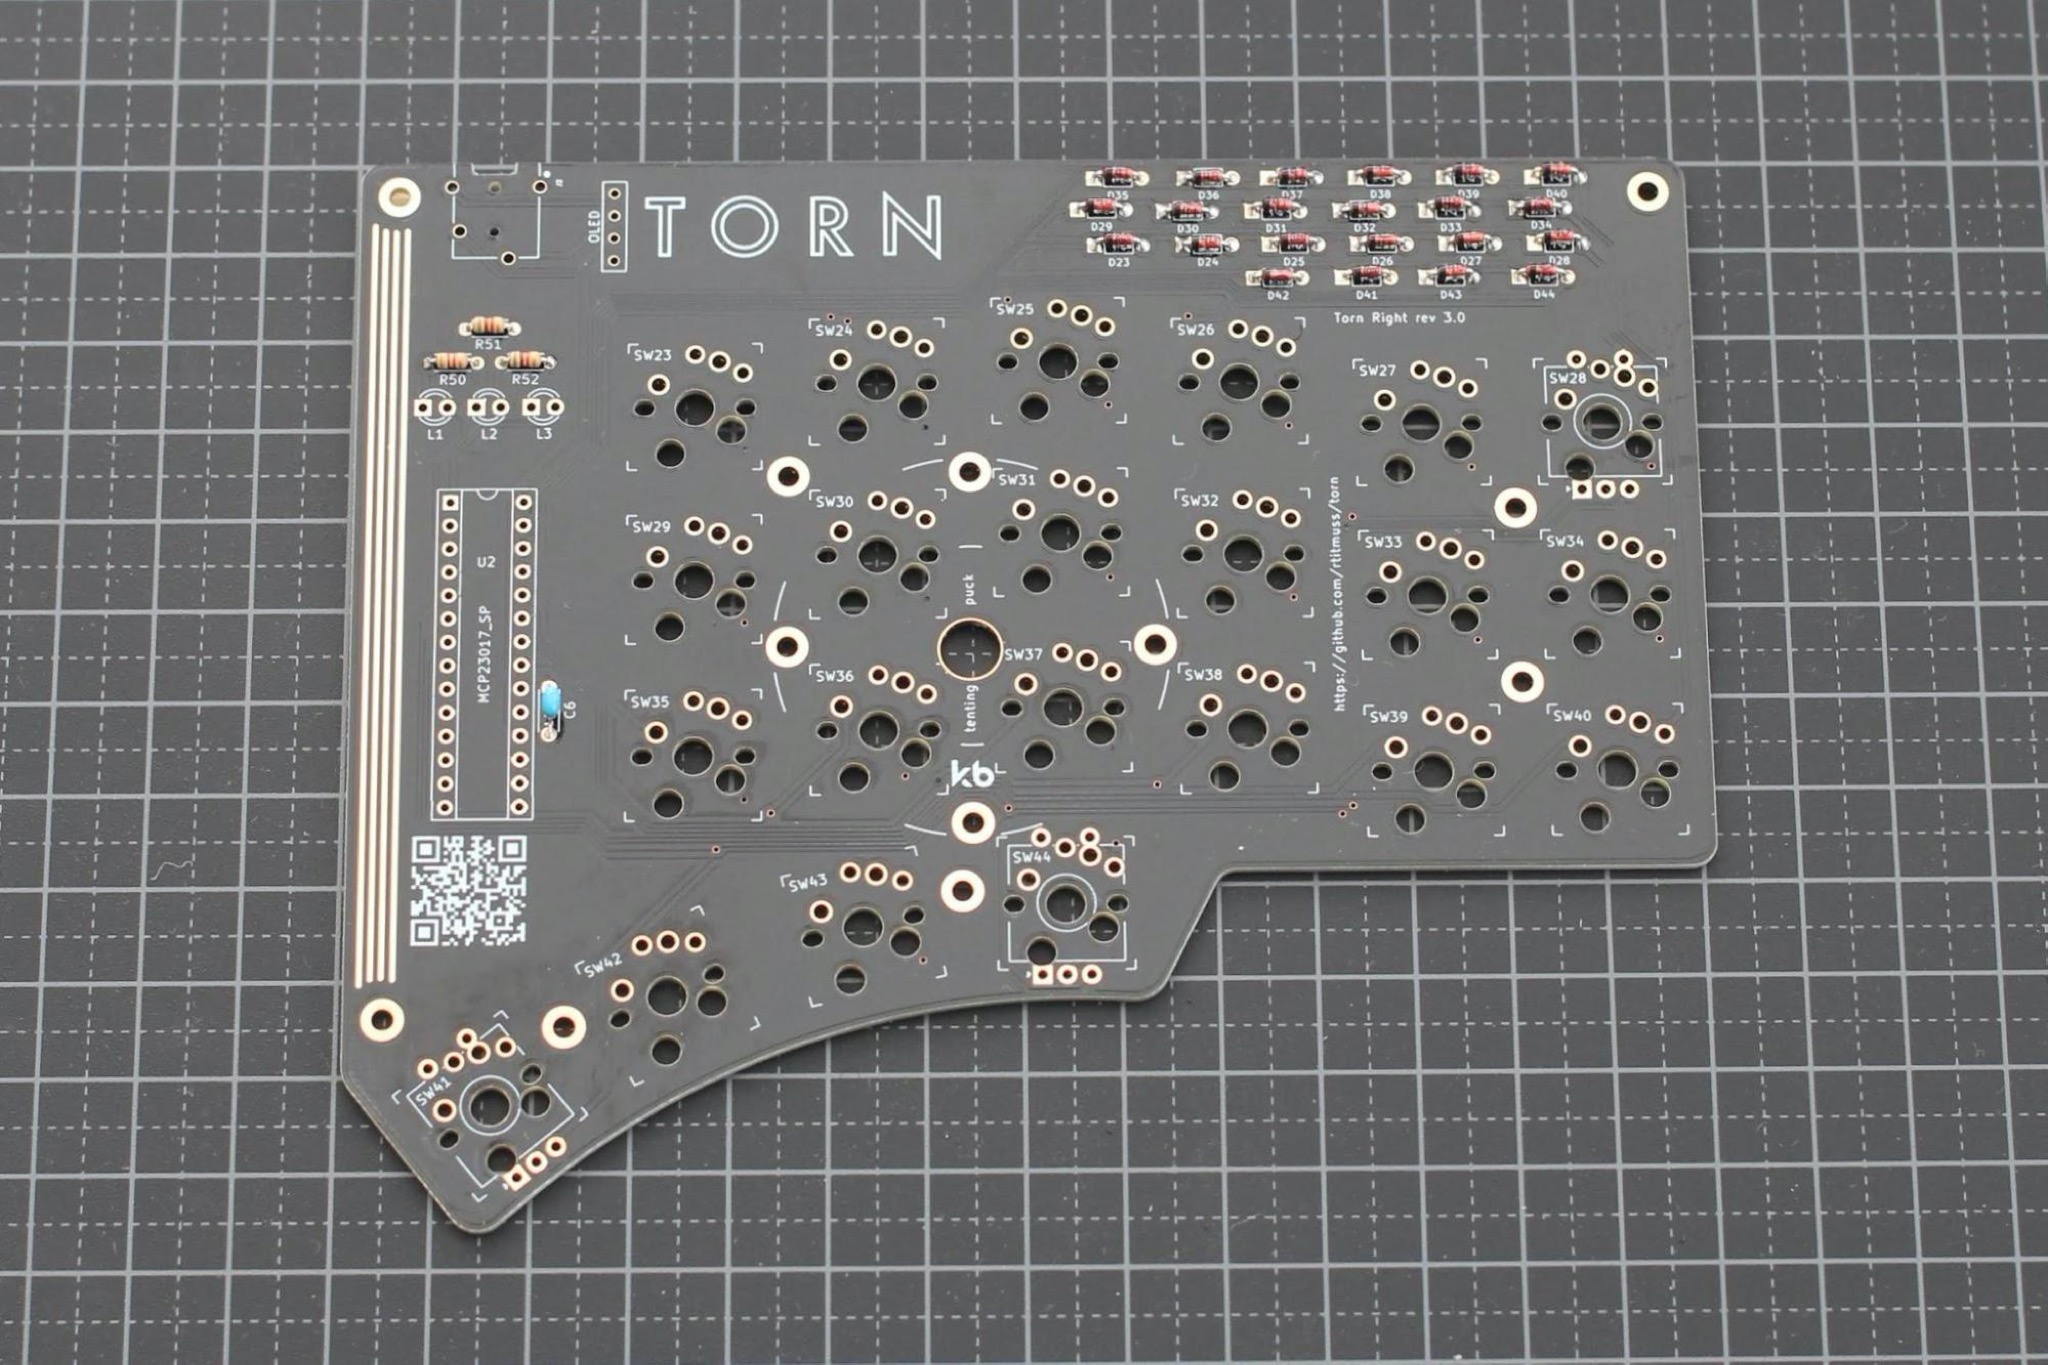 TORN
OLED
D35 D36 D37 D38 D39 D40
D29 D30 D31 D32 D33 D34
D23 D24 D25 D26 D27 D28
D42 D41 D43 D44
Torn Right rev 3.0
R51
R50 R52
L1 L2 L3
SW23 SW24 SW25 SW26 SW27 SW28
U2
MCP23017_SP
C6
SW29 SW30 SW31 SW32 SW33 SW34
tenting puck
https://github.com/rtitmuss/torn
SW35 SW36 SW37 SW38 SW39 SW40
kb
SW41 SW42 SW43 SW44